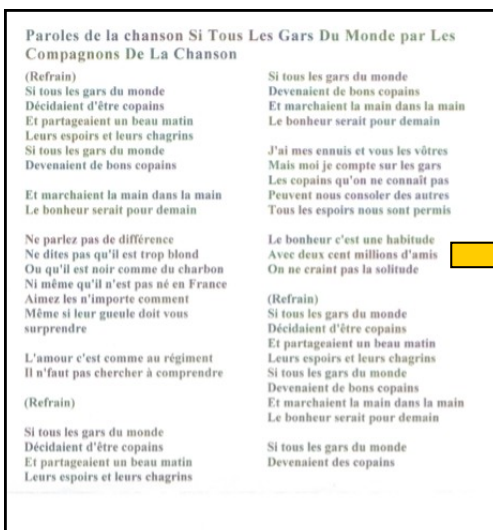 Paroles de la chanson Si Tous Les Gars Du Monde par Les
Compagnons De La Chanson
(Refrain)
Si tous les gars du monde
Décidaient d'être copains
Et partageaient un beau matin
Leurs espoirs et leurs chagrins
Si tous les gars du monde
Devenaient de bons copains
Et marchaient la main dans la main
Le bonheur serait pour demain
Ne parlez pas de différence
Ne dites pas qu'il est trop blond
Ou qu'il est noir comme du charbon
Ni même qu'il n'est pas né en France
Aimez les n'importe comment
Même si leur gueule doit vous
surprendre
L'amour c'est comme au régiment
Il n'faut pas chercher à comprendre
(Refrain)
Si tous les gars du monde
Décidaient d'être copains
Et partageaient un beau matin
Leurs espoirs et leurs chagrins
Si tous les gars du monde
Devenaient de bons copains
Et marchaient la main dans la main
Le bonheur serait pour demain
J'ai mes ennuis et vous les vôtres
Mais moi je compte sur les gars
Les copains qu'on ne connaît pas
Peuvent nous consoler des autres
Tous les espoirs nous sont permis
Le bonheur c'est une habitude
Avec deux cent millions d'amis
On ne craint pas la solitude
(Refrain)
Si tous les gars du monde
Décidaient d'être copains
Et partageaient un beau matin
Leurs espoirs et leurs chagrins
Si tous les gars du monde
Devenaient de bons copains
Et marchaient la main dans la main
Le bonheur serait pour demain
Si tous les gars du monde
Devenaient des copains